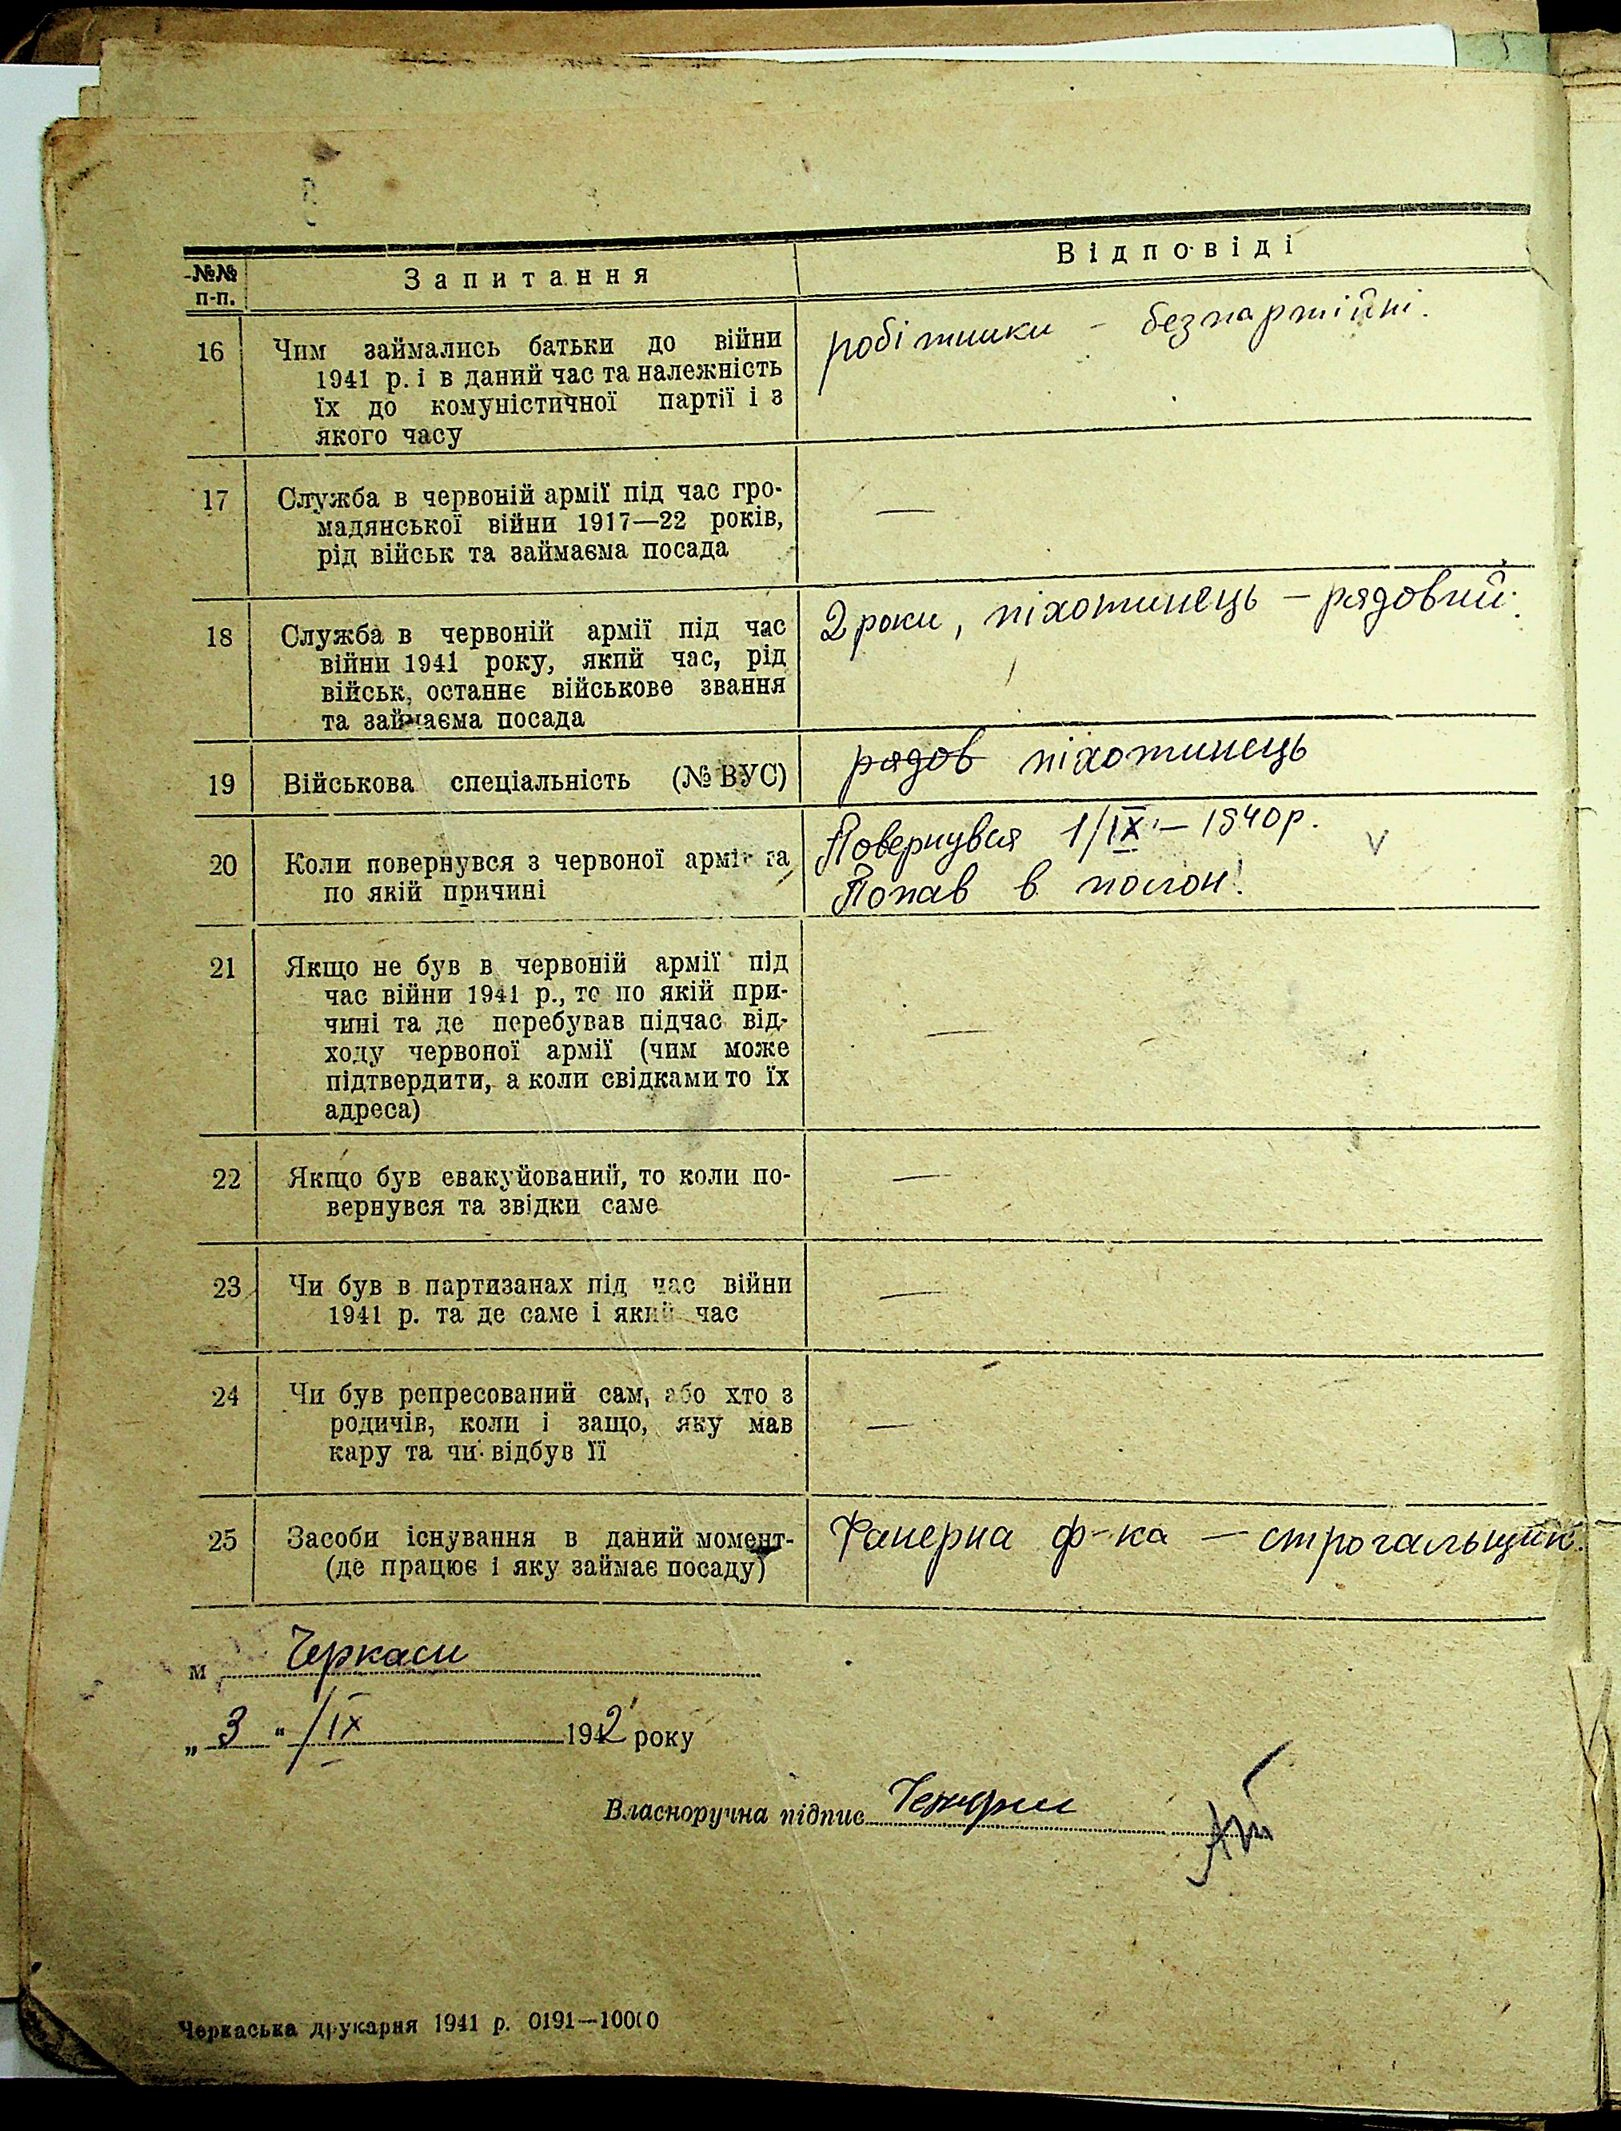 №№ п-п.
Запитання
Відповіді
16
Чим займались батьки до війни
1941 р. і в даний час та належність
їх до комуністичної партії і з
якого часу
робітники - безпартійні.
17
Служба в червоній армії під час гро-
мадянської війни 1917—22 років,
рід військ та займаєма посада
—
18
Служба в червоній армії під час
війни 1941 року, який час, рід
військ, останнє військове звання
та займаєма посада
2 роки, піхотинець — рядовий.
19
Військова спеціальність (№ ВУС)
рядов піхотинець
20
Коли повернувся з червоної армії та
по якій причині
Повернувся 1/IX — 1940 р. V
Попав в полон.
21
Якщо не був в червоній армії під
час війни 1941 р., то по якій при-
чині та де перебував підчас від-
ходу червоної армії (чим може
підтвердити, а коли свідками то їх
адреса)
—
22
Якщо був евакуйований, то коли по-
вернувся та звідки саме
—
23
Чи був в партизанах під час війни
1941 р. та де саме і який час
—
24
Чи був репресований сам, або хто з
родичів, коли і защо, яку мав
кару та чи відбув її
—
25
Засоби існування в даний момент-
(де працює і яку займає посаду)
Фанерна ф-ка — строгальщик.
м Черкаси
„3" /IX 1942 року
Власноручна підпис
Черкаська друкарня 1941 р. 0191—10000